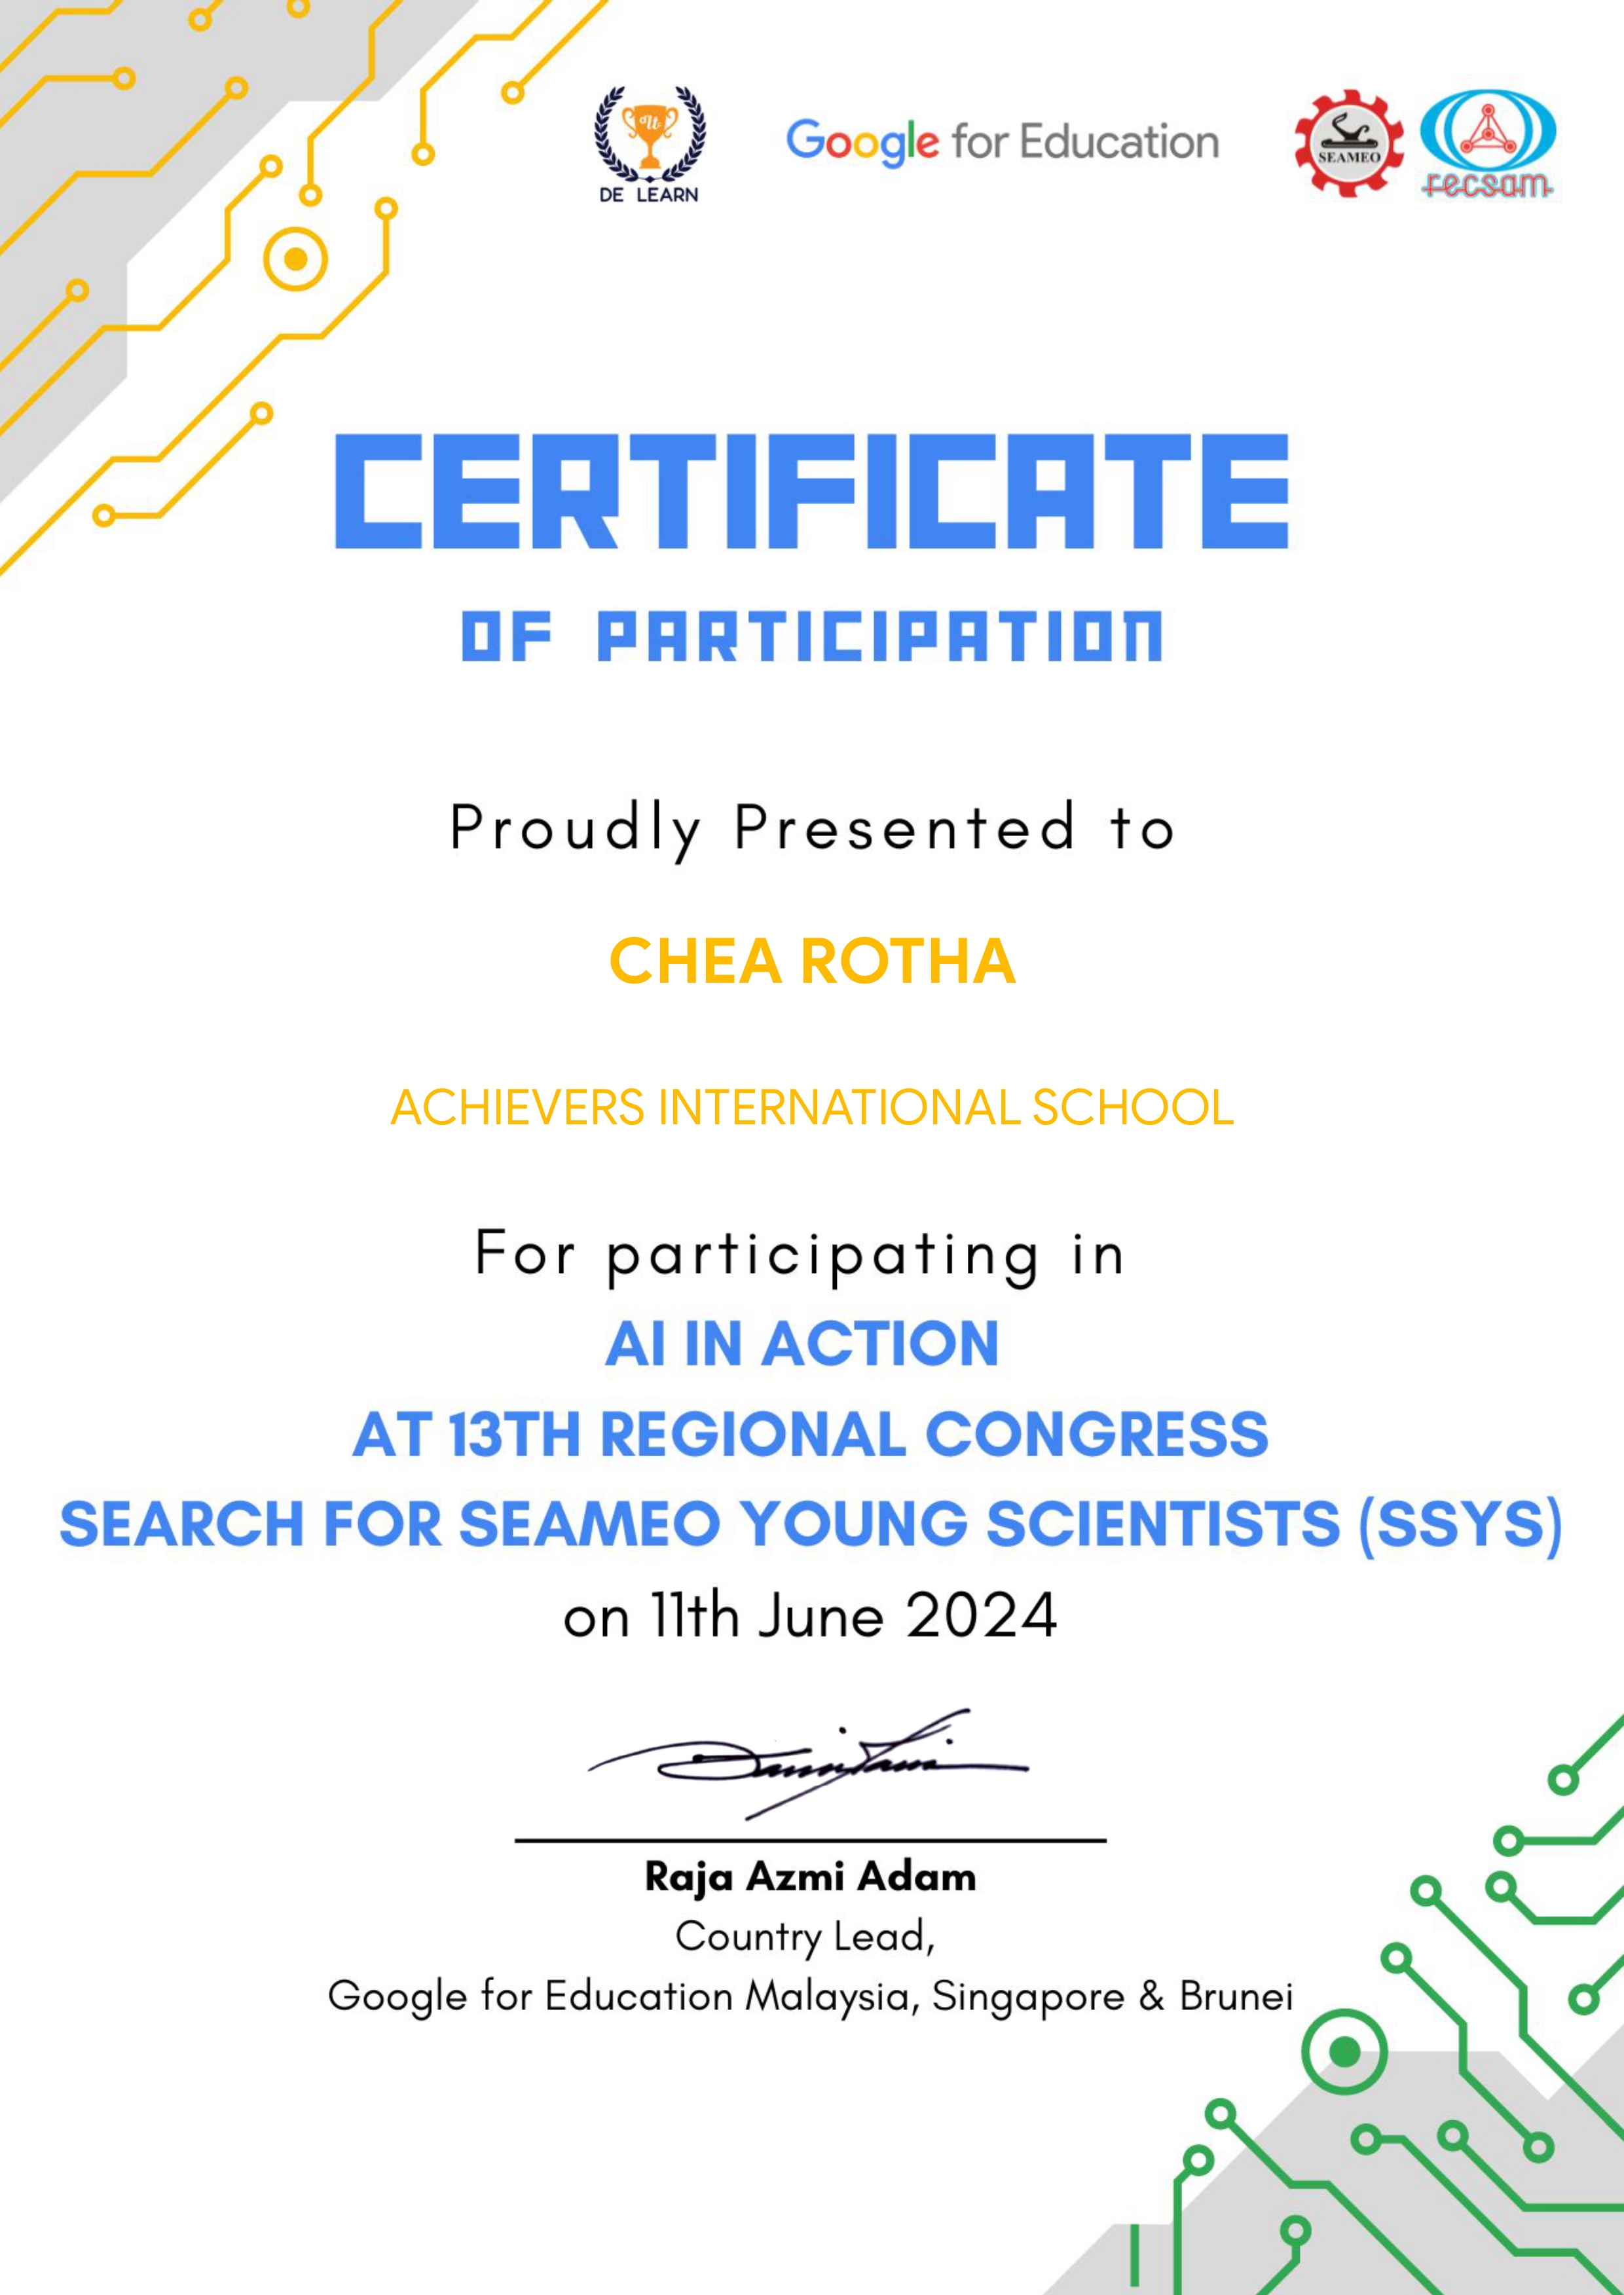 DE LEARN
Google for Education
SEAMEO
recsam
CERTIFICATE
OF PARTICIPATION
Proudly Presented to
CHEA ROTHA
ACHIEVERS INTERNATIONAL SCHOOL
For participating in
AI IN ACTION
AT 13TH REGIONAL CONGRESS
SEARCH FOR SEAMEO YOUNG SCIENTISTS (SSYS)
on 11th June 2024
Raja Azmi Adam
Country Lead,
Google for Education Malaysia, Singapore & Brunei